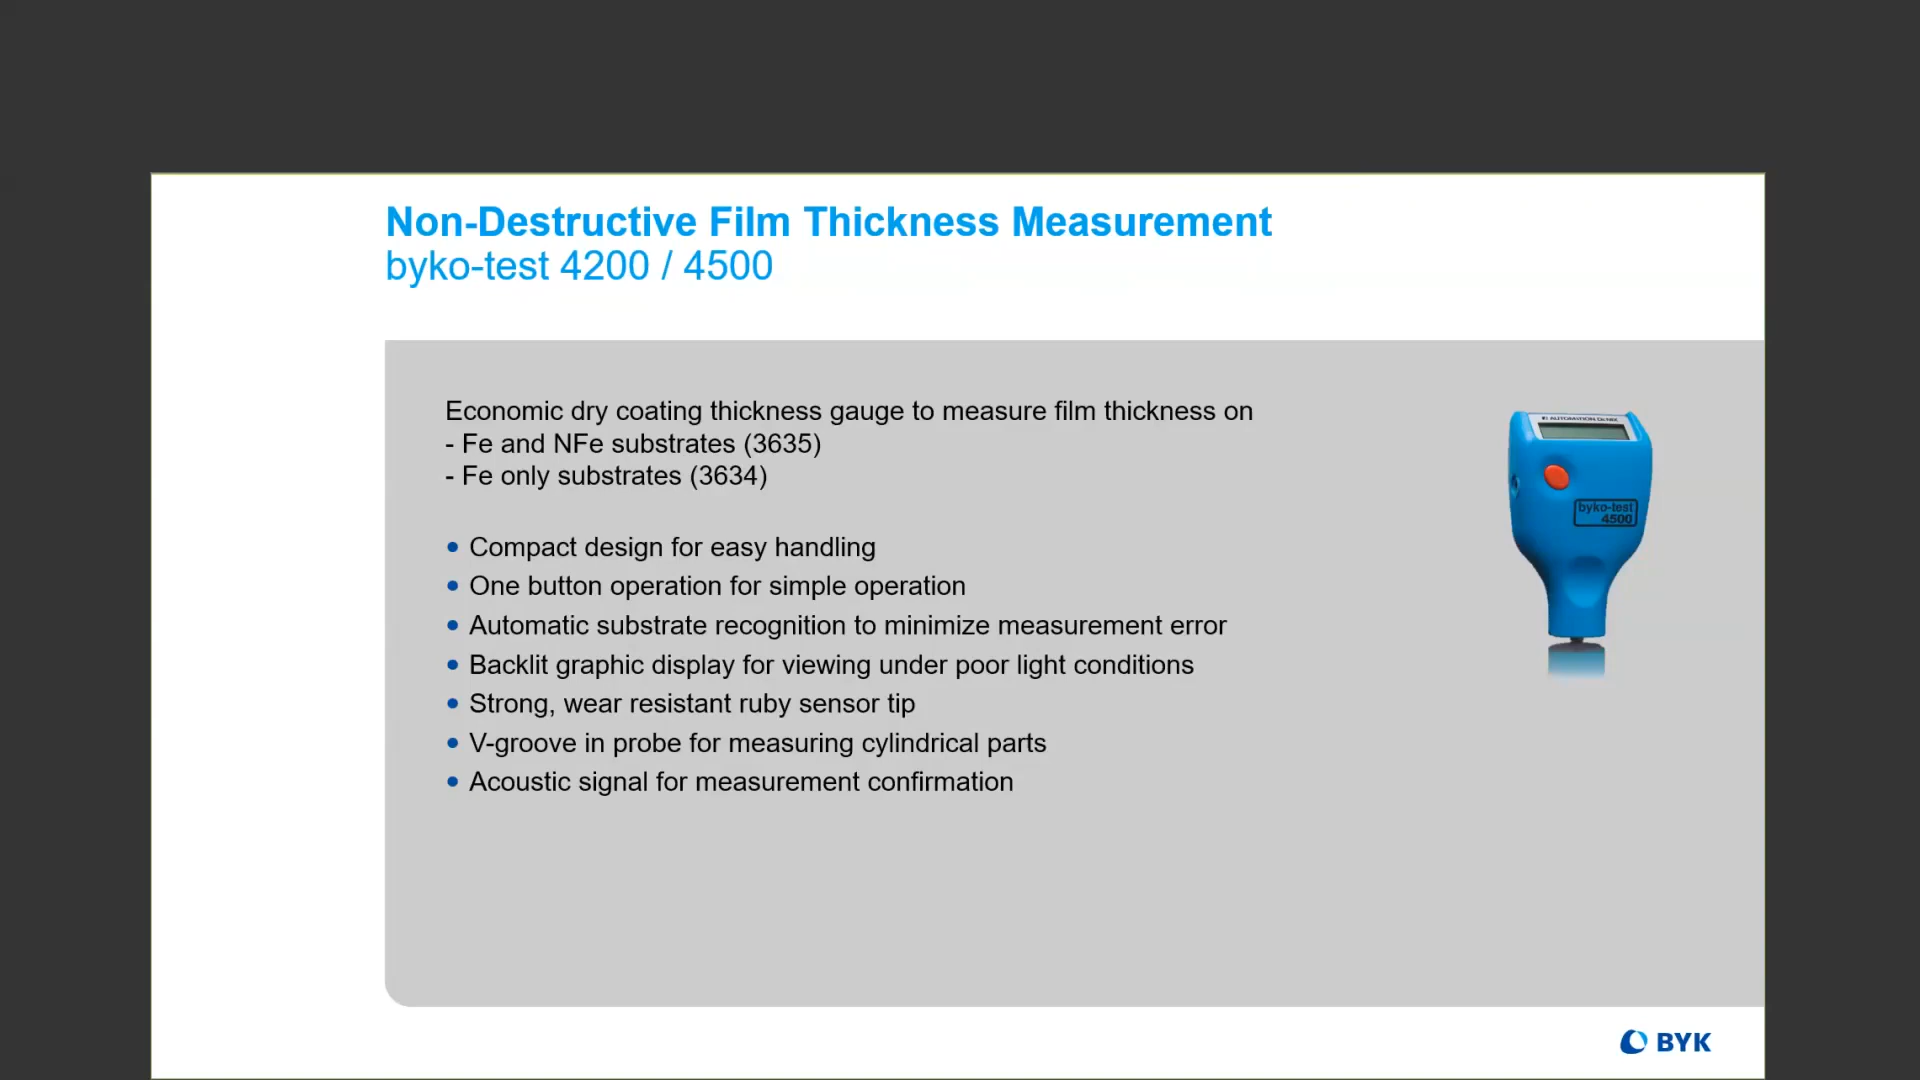 Non-Destructive Film Thickness Measurement
byko-test 4200 / 4500
Economic dry coating thickness gauge to measure film thickness on
- Fe and NFe substrates (3635)
- Fe only substrates (3634)
• Compact design for easy handling
• One button operation for simple operation
• Automatic substrate recognition to minimize measurement error
• Backlit graphic display for viewing under poor light conditions
• Strong, wear resistant ruby sensor tip
• V-groove in probe for measuring cylindrical parts
• Acoustic signal for measurement confirmation
AUTOMATION Dr. NIX
byko-test
4500
BYK